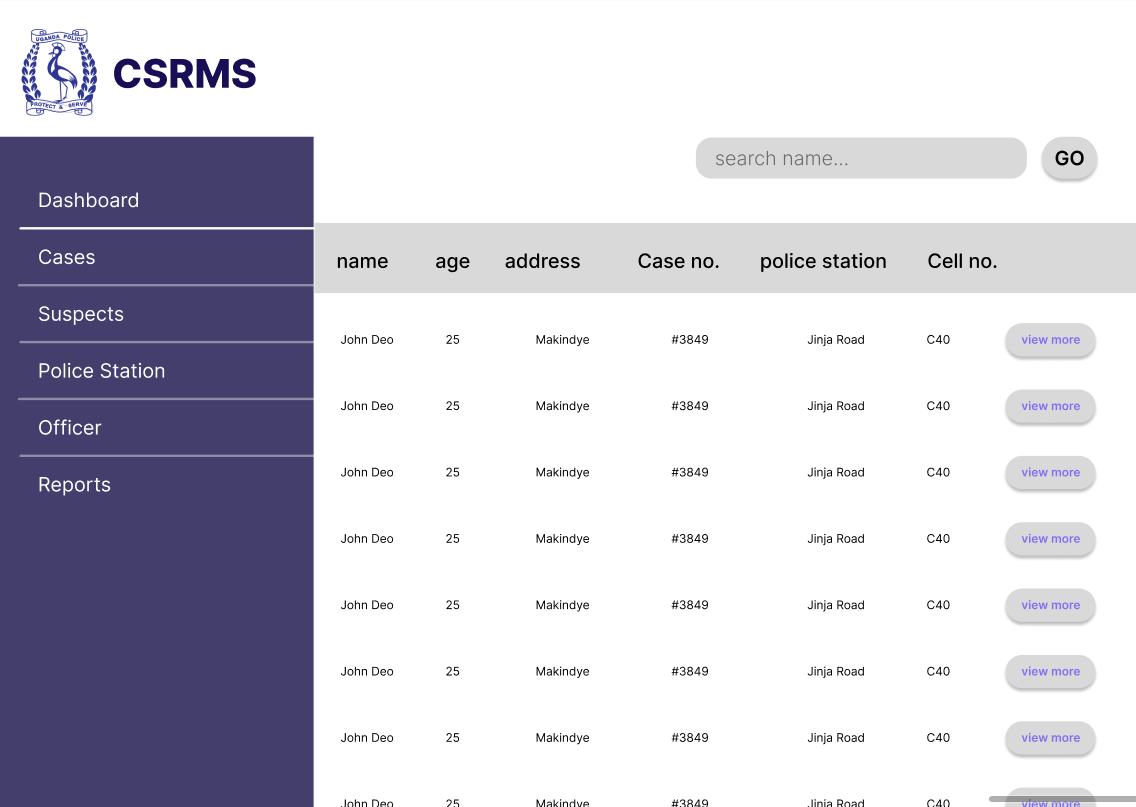 UGANDA POLICE
PROTECT & SERVE
CSRMS
search name...
GO
Dashboard
Cases
Suspects
Police Station
Officer
Reports
name age address Case no. police station Cell no.
John Deo 25 Makindye #3849 Jinja Road C40 view more
John Deo 25 Makindye #3849 Jinja Road C40 view more
John Deo 25 Makindye #3849 Jinja Road C40 view more
John Deo 25 Makindye #3849 Jinja Road C40 view more
John Deo 25 Makindye #3849 Jinja Road C40 view more
John Deo 25 Makindye #3849 Jinja Road C40 view more
John Deo 25 Makindye #3849 Jinja Road C40 view more
John Deo 25 Makindye #3849 Jinja Road C40 view more